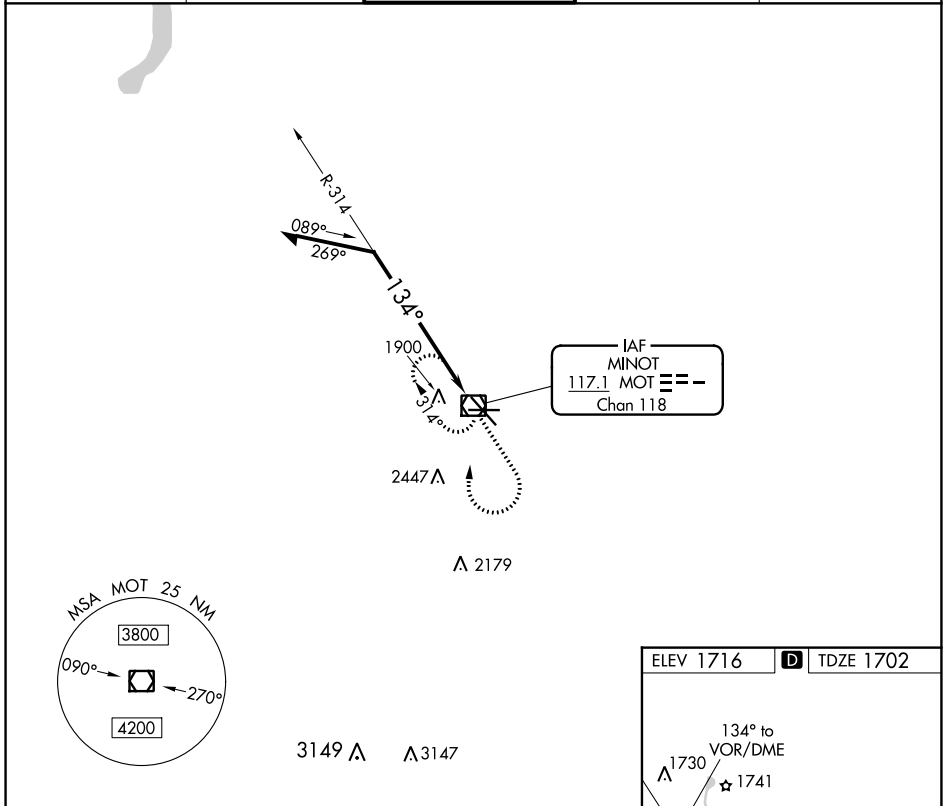 R-314
089°
269°
134°
1900
314°
IAF
MINOT
117.1 MOT
Chan 118
2447
2179
MSA MOT 25 NM
3800
090°
270°
4200
3149
3147
ELEV 1716
D
TDZE 1702
134° to
VOR/DME
1730
1741